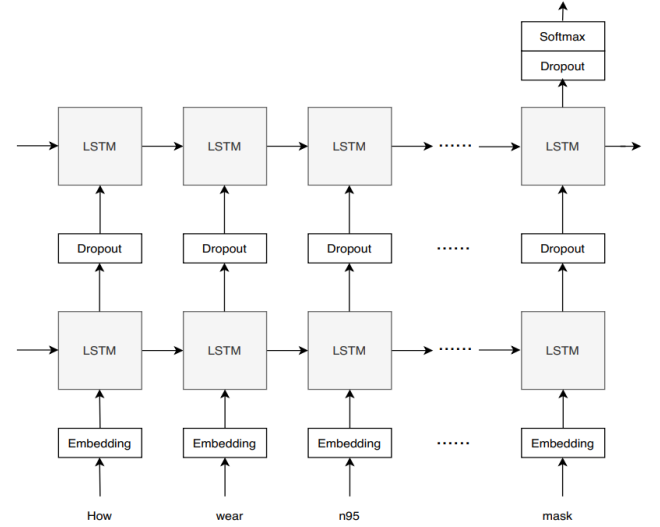 Softmax
Dropout
LSTM LSTM LSTM ...... LSTM
Dropout Dropout Dropout ...... Dropout
LSTM LSTM LSTM ...... LSTM
Embedding Embedding Embedding ...... Embedding
How wear n95 mask